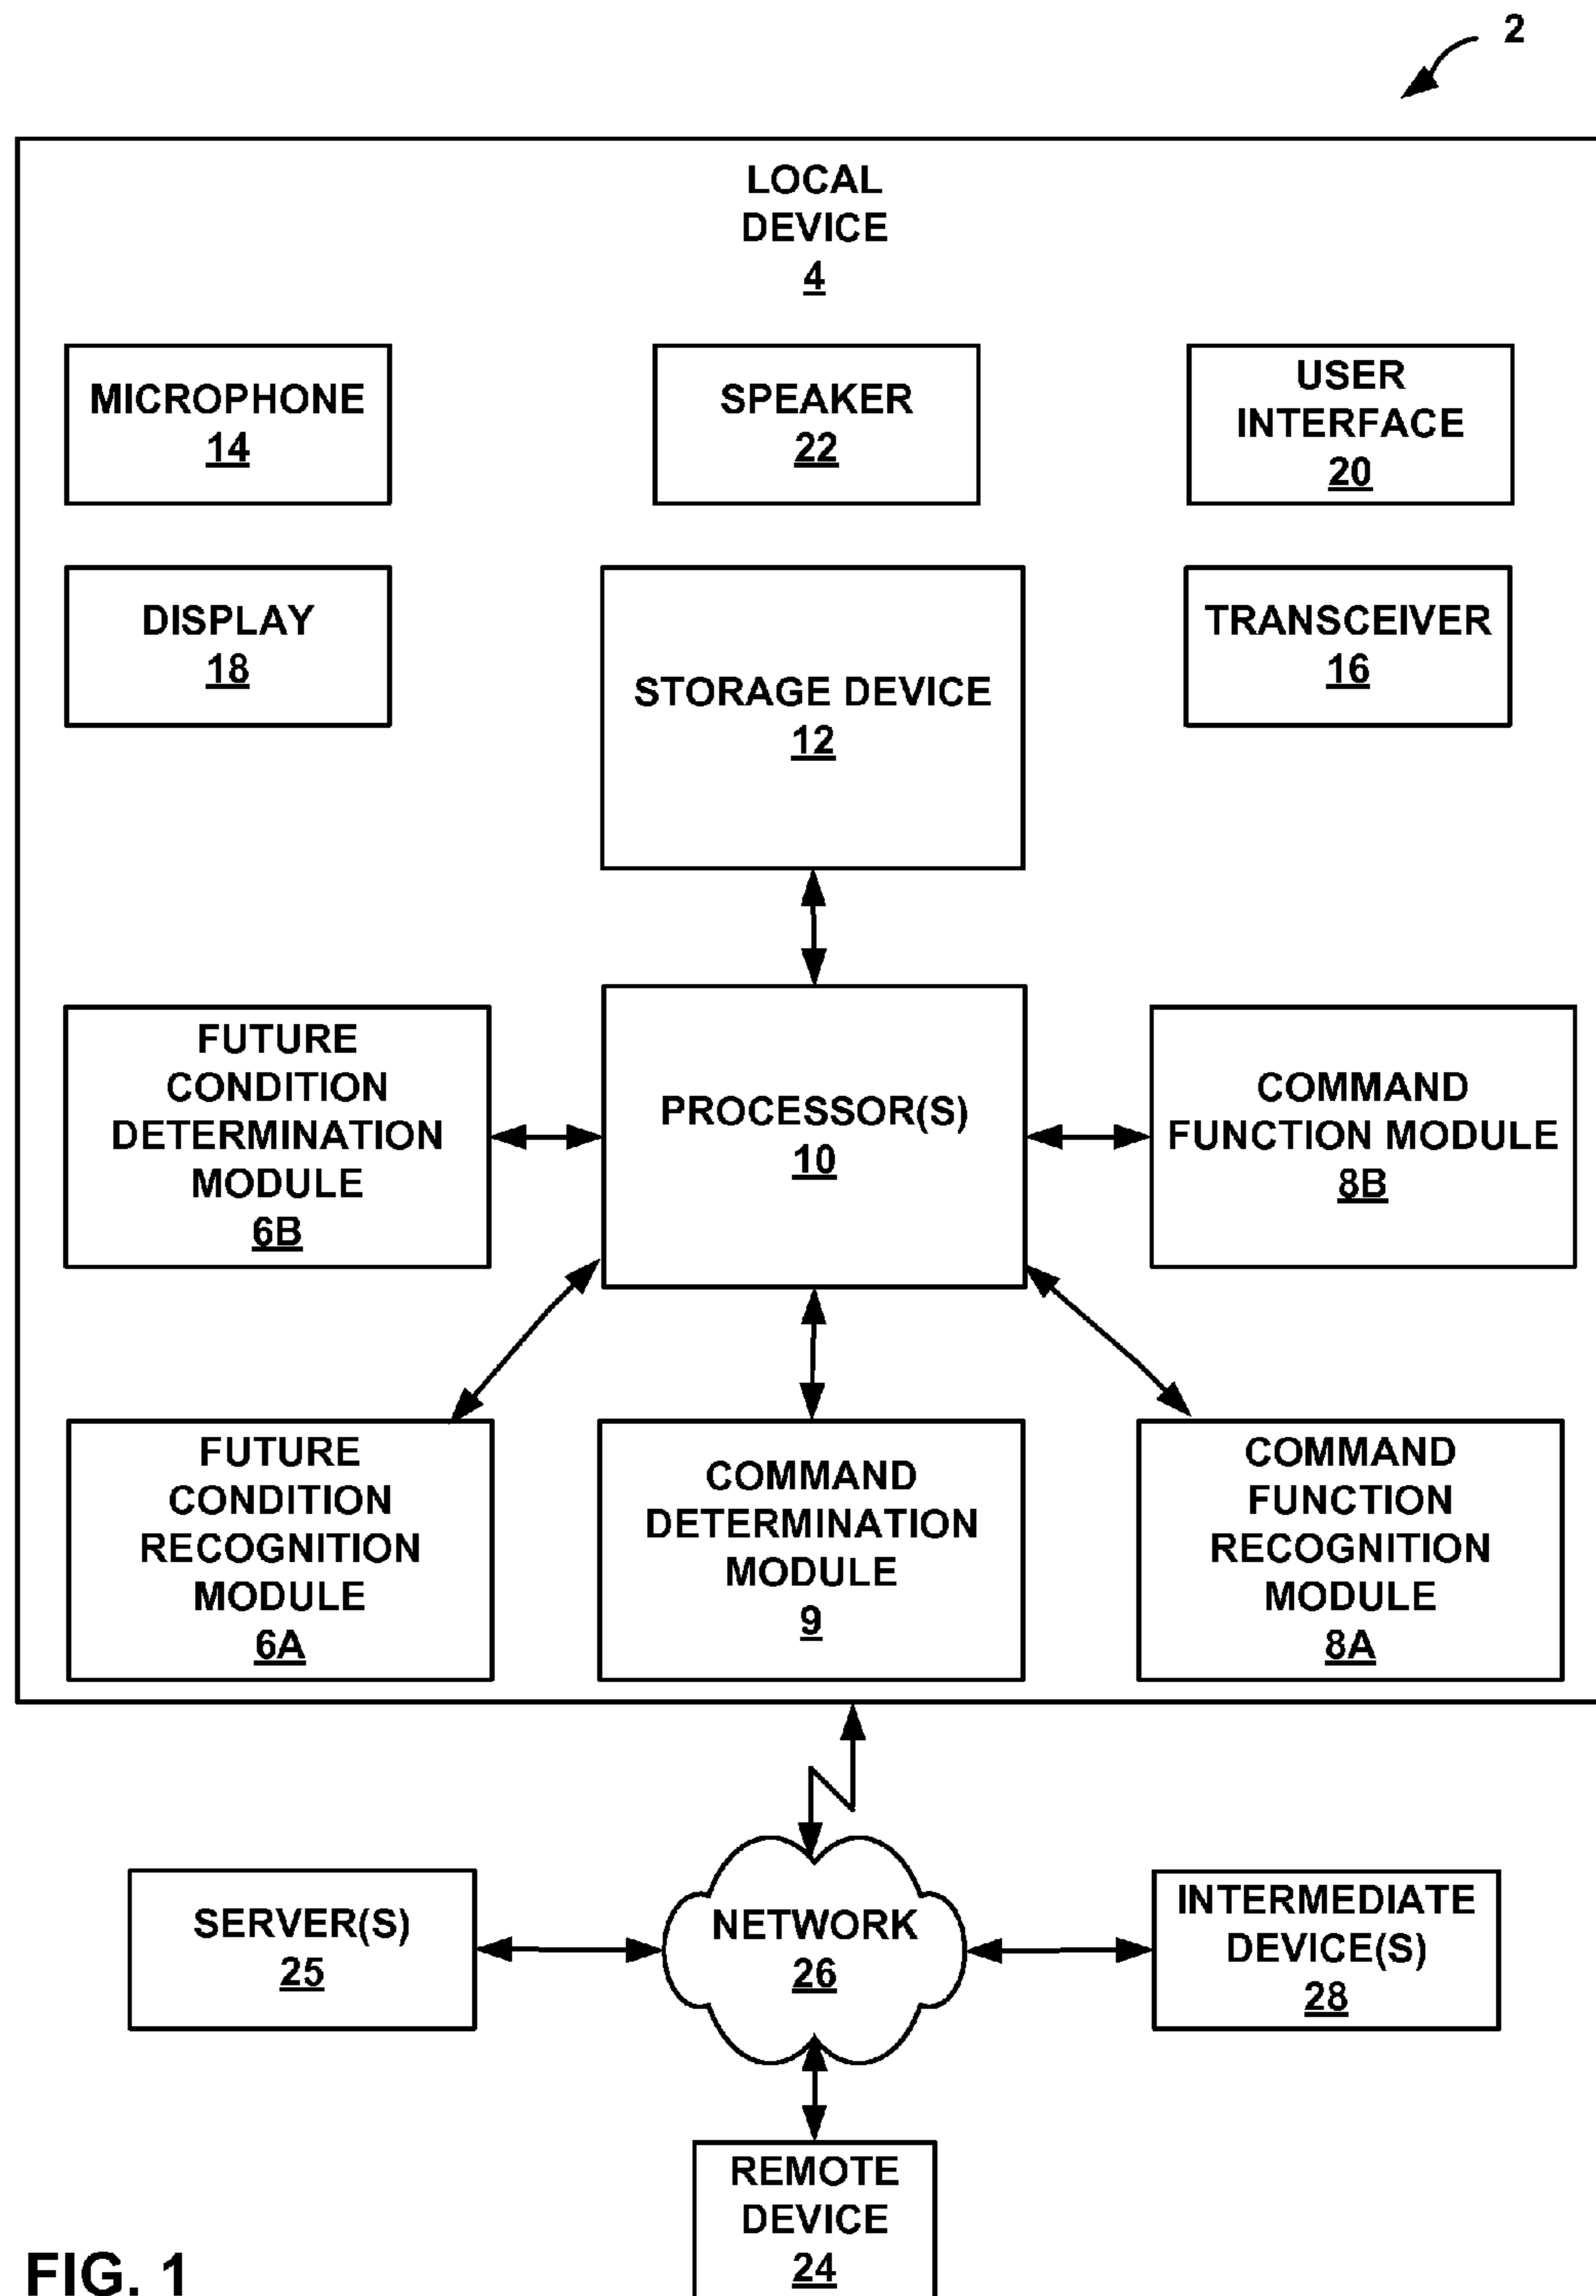 2
LOCAL
DEVICE
4
MICROPHONE
14
SPEAKER
22
USER
INTERFACE
20
DISPLAY
18
STORAGE DEVICE
12
TRANSCEIVER
16
FUTURE
CONDITION
DETERMINATION
MODULE
6B
PROCESSOR(S)
10
COMMAND
FUNCTION MODULE
8B
FUTURE
CONDITION
RECOGNITION
MODULE
6A
COMMAND
DETERMINATION
MODULE
9
COMMAND
FUNCTION
RECOGNITION
MODULE
8A
SERVER(S)
25
NETWORK
26
INTERMEDIATE
DEVICE(S)
28
REMOTE
DEVICE
24
FIG. 1